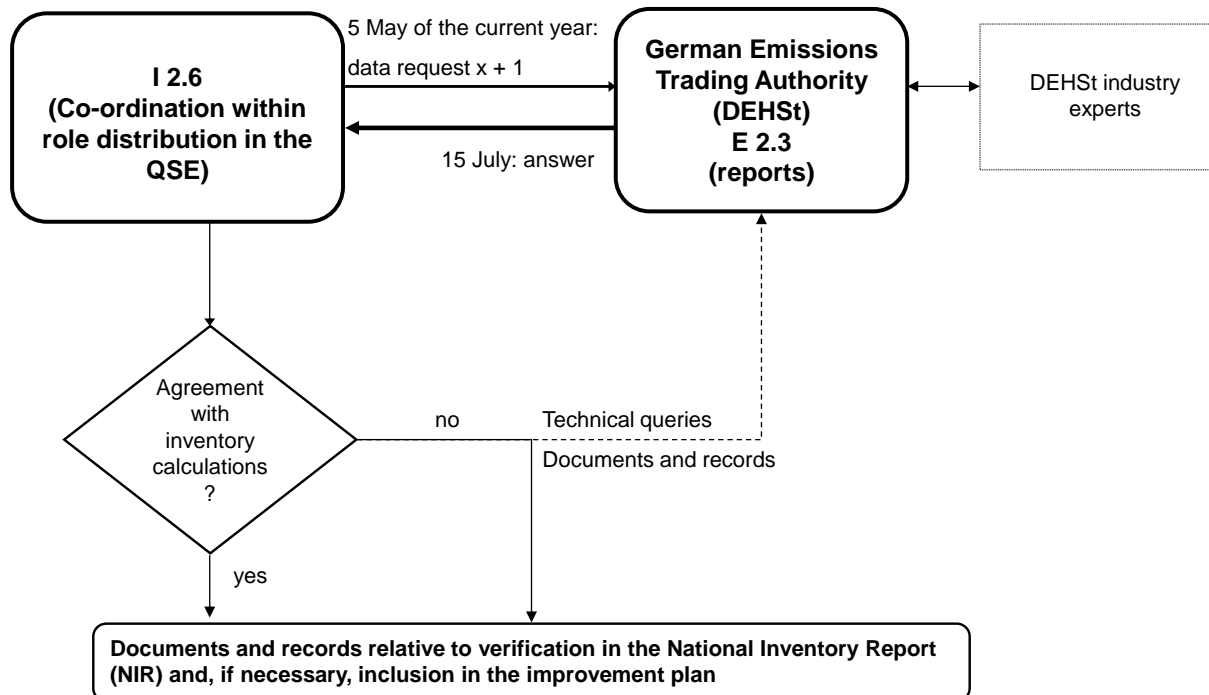 I 2.6
(Co-ordination within
role distribution in the
QSE)
5 May of the current year:
data request x + 1
15 July: answer
German Emissions
Trading Authority
(DEHSt)
E 2.3
(reports)
DEHSt industry
experts
Agreement
with
inventory
calculations
?
no
Technical queries
Documents and records
yes
Documents and records relative to verification in the National Inventory Report
(NIR) and, if necessary, inclusion in the improvement plan